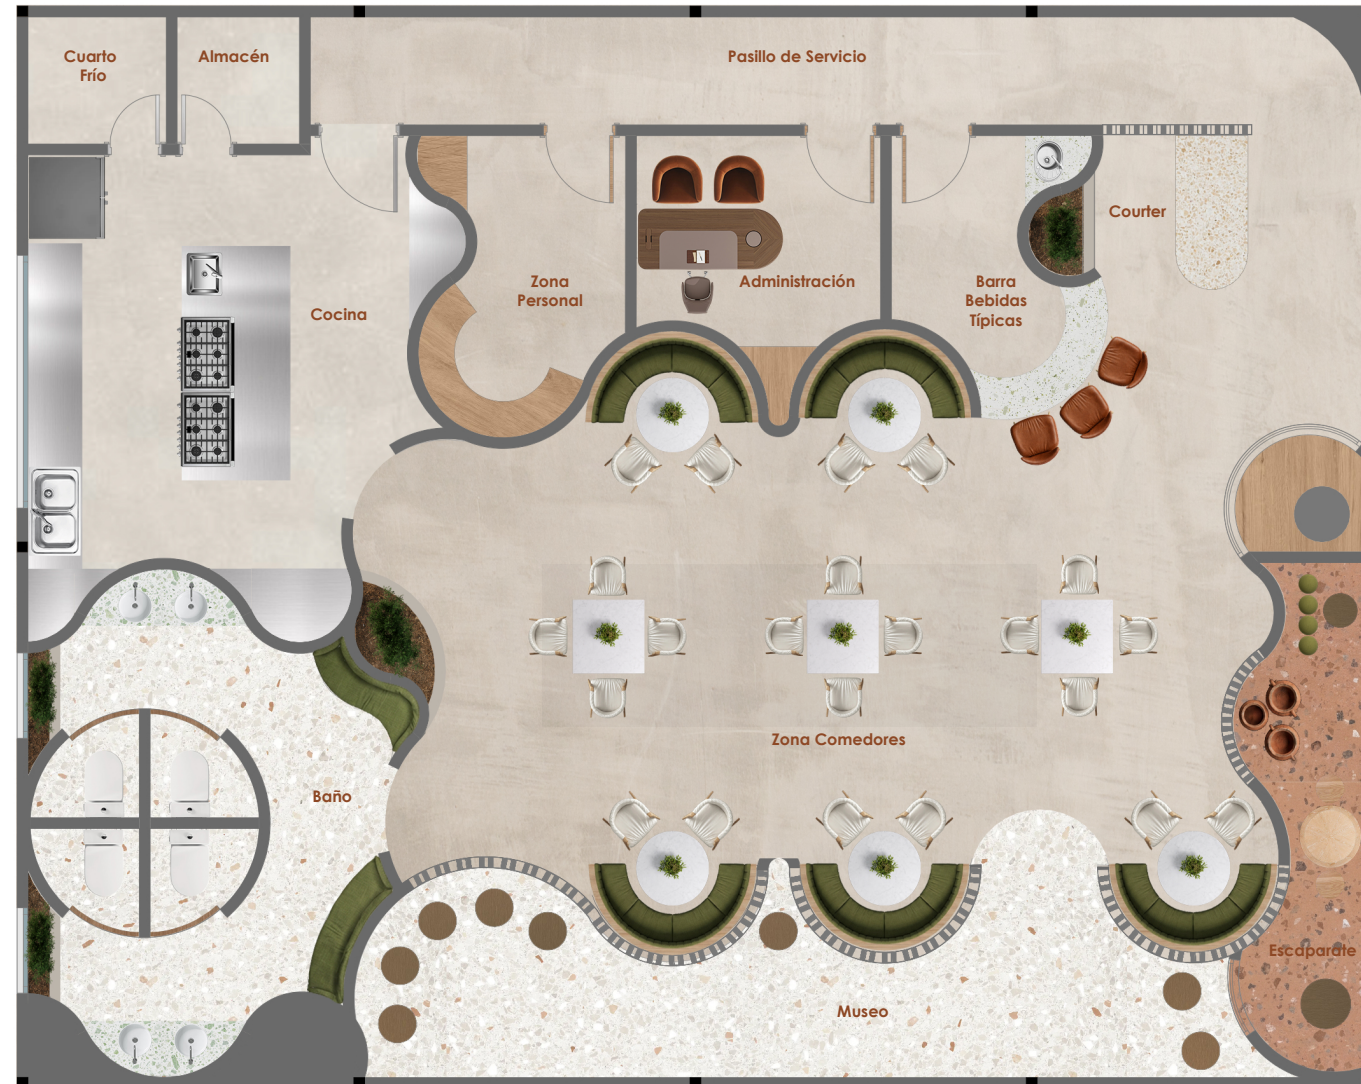 Cuarto
Frío
Almacén
Pasillo de Servicio
Courter
Zona
Personal
Administración
Barra
Bebidas
Típicas
Cocina
Zona Comedores
Baño
Escaparate
Museo